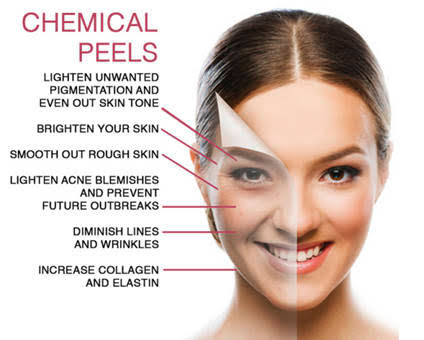 CHEMICAL
PEELS
LIGHTEN UNWANTED
PIGMENTATION AND
EVEN OUT SKIN TONE
BRIGHTEN YOUR SKIN
SMOOTH OUT ROUGH SKIN
LIGHTEN ACNE BLEMISHES
AND PREVENT
FUTURE OUTBREAKS
DIMINISH LINES
AND WRINKLES
INCREASE COLLAGEN
AND ELASTIN